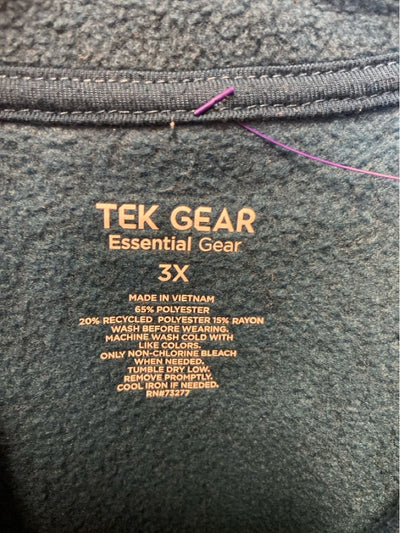 TEK GEAR
Essential Gear
3X
MADE IN VIETNAM
65% POLYESTER
20% RECYCLED POLYESTER 15% RAYON
WASH BEFORE WEARING.
MACHINE WASH COLD WITH
LIKE COLORS.
ONLY NON-CHLORINE BLEACH
WHEN NEEDED.
TUMBLE DRY LOW.
REMOVE PROMPTLY.
COOL IRON IF NEEDED.
RN#73277